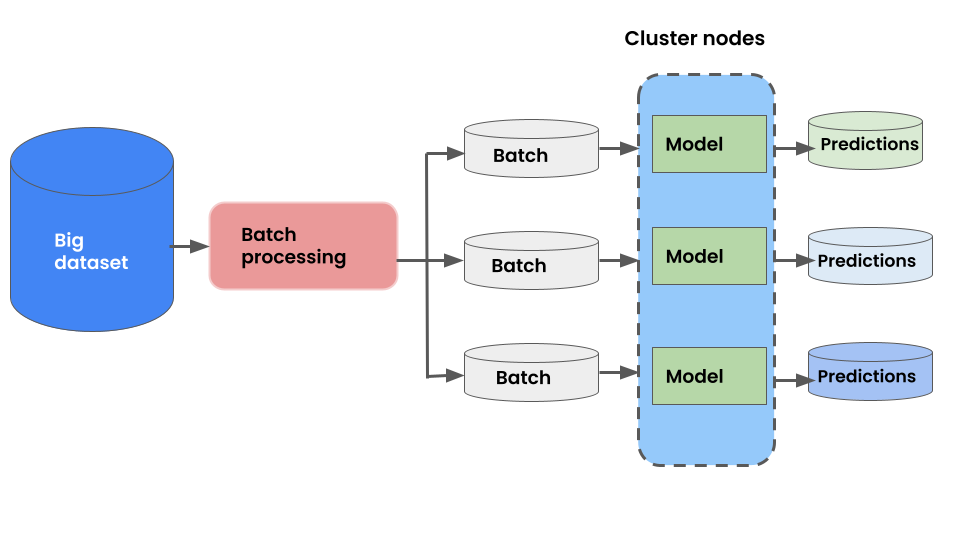 Cluster nodes
Big
dataset
Batch
processing
Batch
Model
Predictions
Batch
Model
Predictions
Batch
Model
Predictions